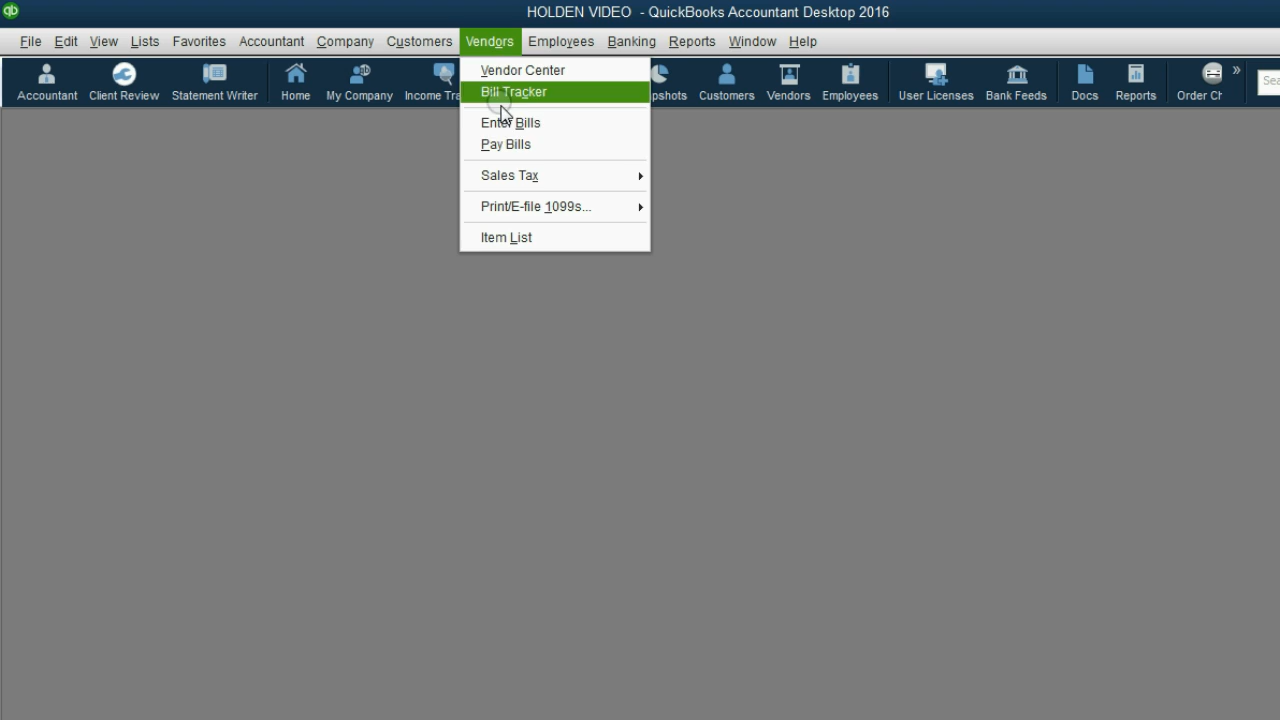 qb HOLDEN VIDEO - QuickBooks Accountant Desktop 2016
File Edit View Lists Favorites Accountant Company Customers Vendors Employees Banking Reports Window Help
Accountant Client Review Statement Writer Home My Company Income Tra pshots Customers Vendors Employees User Licenses Bank Feeds Docs Reports Order Ch » Sea
Vendor Center
Bill Tracker
Enter Bills
Pay Bills
Sales Tax
Print/E-file 1099s...
Item List